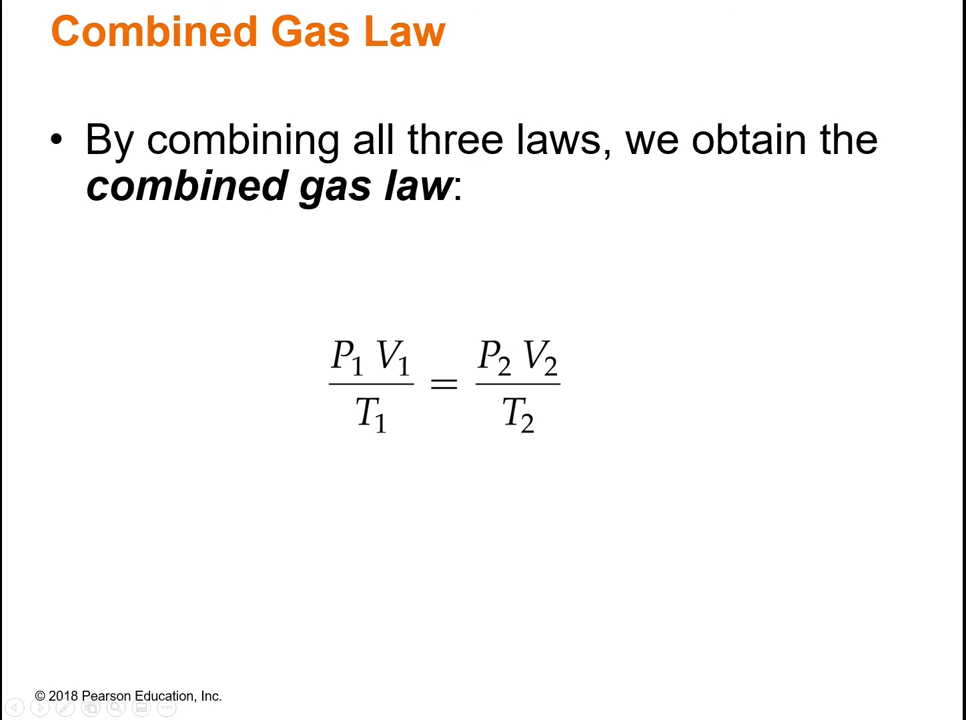 Combined Gas Law
• By combining all three laws, we obtain the
combined gas law:
P₁ V₁ / T₁ = P₂ V₂ / T₂
© 2018 Pearson Education, Inc.